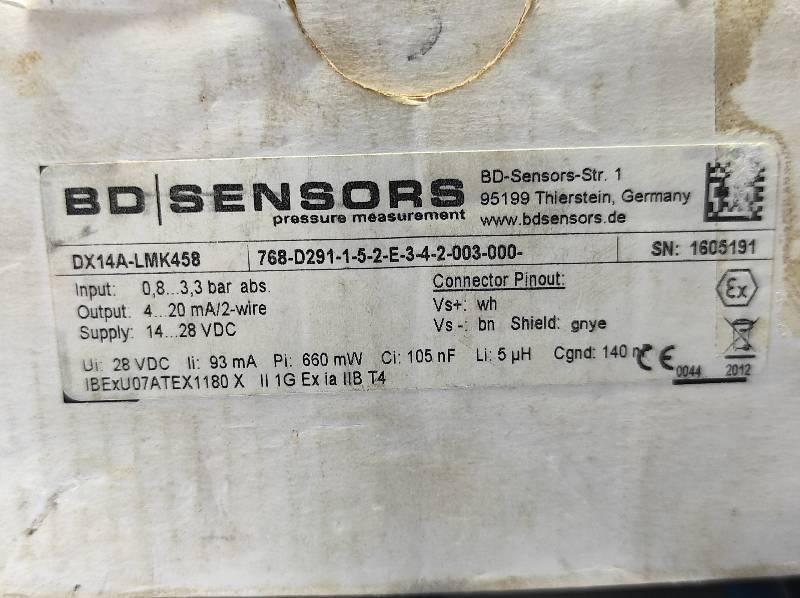 BD|SENSORS
pressure measurement
BD-Sensors-Str. 1
95199 Thierstein, Germany
www.bdsensors.de
DX14A-LMK458 768-D291-1-5-2-E-3-4-2-003-000- SN: 1605191
Input: 0,8...3,3 bar abs.
Output: 4...20 mA/2-wire
Supply: 14...28 VDC
Connector Pinout:
Vs+: wh
Vs -: bn Shield: gnye
Ex
Ui: 28 VDC Ii: 93 mA Pi: 660 mW Ci: 105 nF Li: 5 µH Cgnd: 140 n
CE
IBExU07ATEX1180 X II 1G Ex ia IIB T4
0044 2012